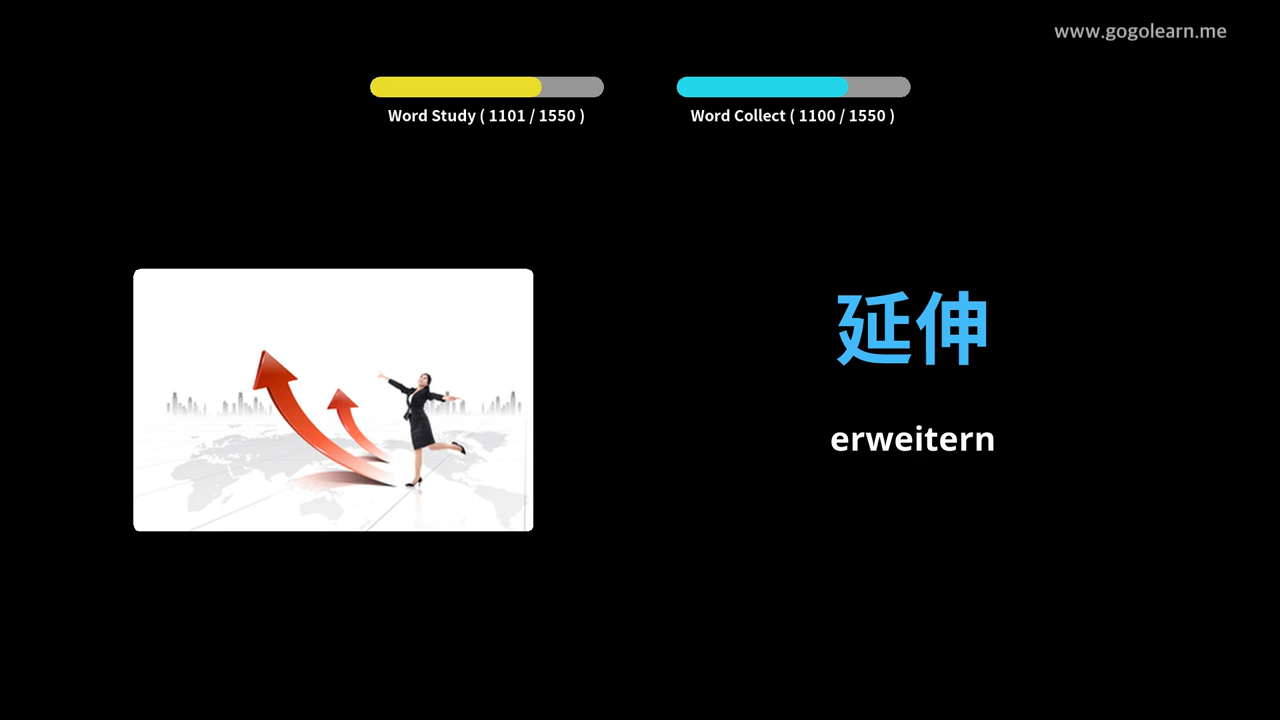 www.gogolearn.me
Word Study ( 1101 / 1550 )
Word Collect ( 1100 / 1550 )
延伸
erweitern